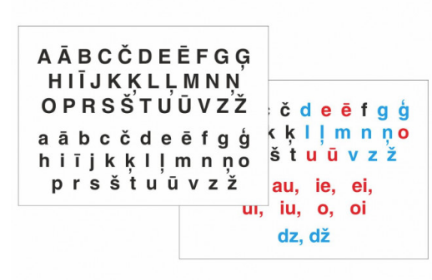 A Ā B C Č D E Ē F G Ģ
H I Ī J K Ķ L Ļ M N Ņ
O P R S Š T U Ū V Z Ž
a ā b c č d e ē f g ģ
h i ī j k ķ l ļ m n ņ o
p r s š t u ū v z ž
č d e ē f g ģ
ķ l ļ m n ņ o
š t u ū v z ž
au, ie, ei,
ui, iu, o, oi
dz, dž